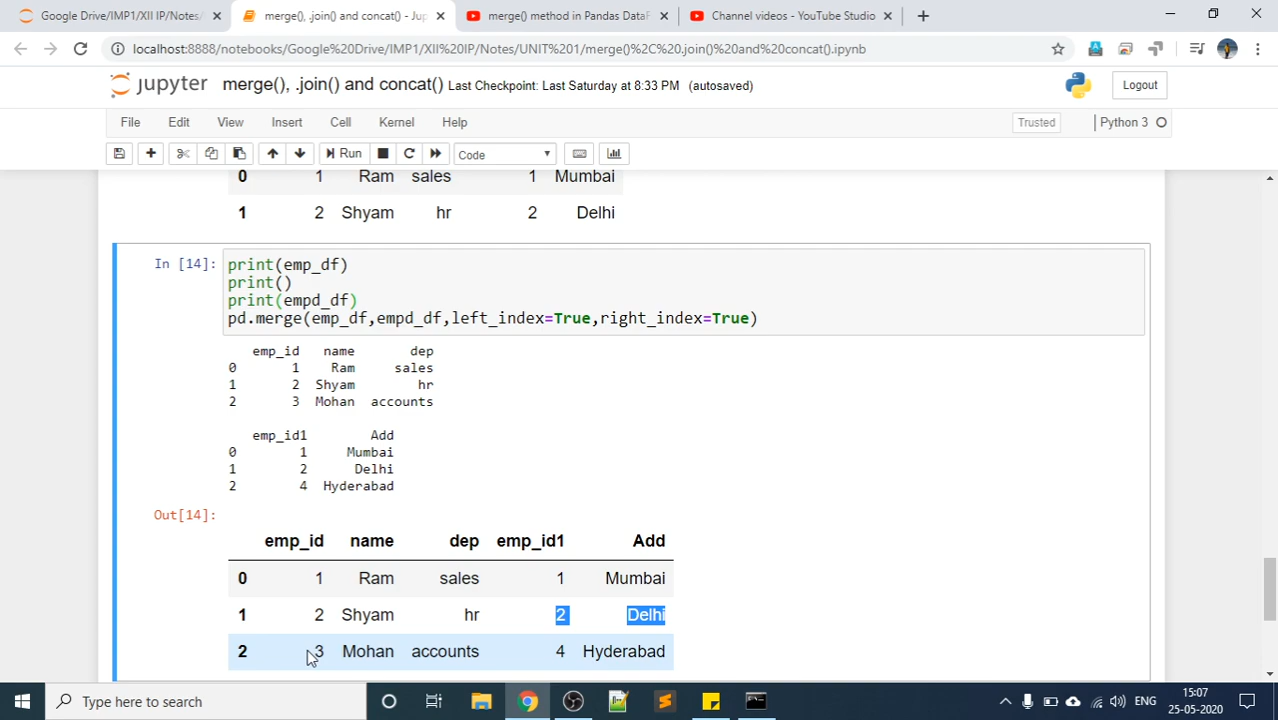 Google Drive/IMP1/XII IP/Notes/
merge(), .join() and concat() - Jup
merge() method in Pandas DataF
Channel videos - YouTube Studio
localhost:8888/notebooks/Google%20Drive/IMP1/XII%20IP/Notes/UNIT%201/merge()%2C%20.join()%20and%20concat().ipynb
jupyter merge(), .join() and concat() Last Checkpoint: Last Saturday at 8:33 PM (autosaved)
Logout
File Edit View Insert Cell Kernel Help
Trusted
Python 3
Run
Code
0 1 Ram sales 1 Mumbai
1 2 Shyam hr 2 Delhi
In [14]:
print(emp_df)
print()
print(empd_df)
pd.merge(emp_df,empd_df,left_index=True,right_index=True)
emp_id name dep
0 1 Ram sales
1 2 Shyam hr
2 3 Mohan accounts
emp_id1 Add
0 1 Mumbai
1 2 Delhi
2 4 Hyderabad
Out[14]:
emp_id name dep emp_id1 Add
0 1 Ram sales 1 Mumbai
1 2 Shyam hr 2 Delhi
2 3 Mohan accounts 4 Hyderabad
Type here to search
ENG
15:07
25-05-2020